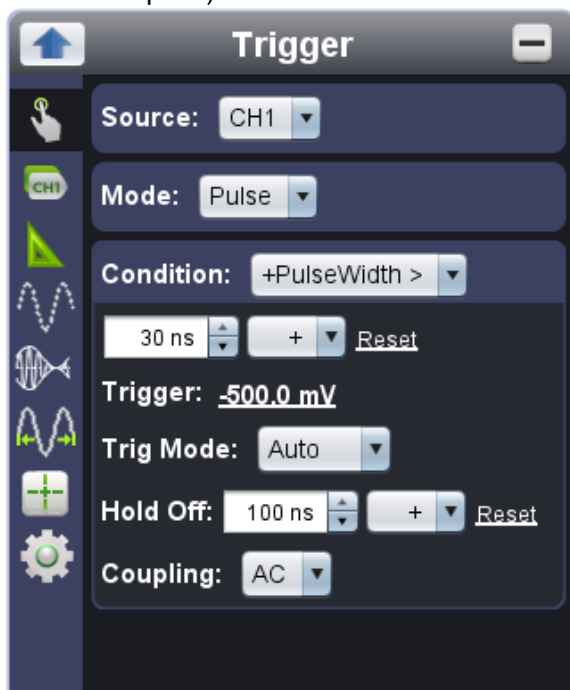 Trigger
Source: CH1
CH1
Mode: Pulse
Condition: +PulseWidth >
30 ns + Reset
Trigger: -500.0 mV
Trig Mode: Auto
Hold Off: 100 ns + Reset
Coupling: AC